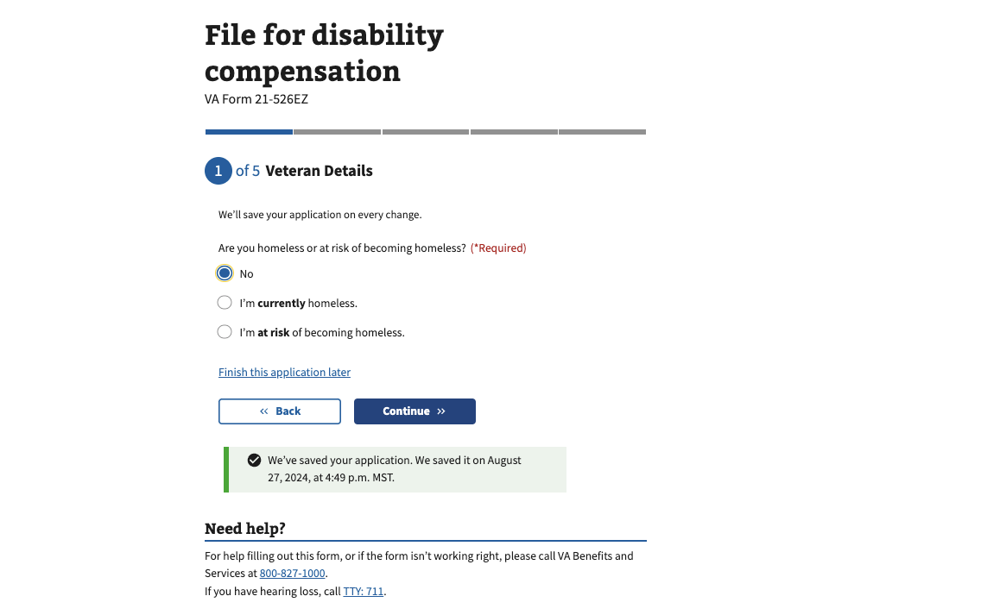 File for disability
compensation
VA Form 21-526EZ
1 of 5 Veteran Details
We’ll save your application on every change.
Are you homeless or at risk of becoming homeless? (*Required)
No
I’m currently homeless.
I’m at risk of becoming homeless.
Finish this application later
« Back
Continue »
We’ve saved your application. We saved it on August
27, 2024, at 4:49 p.m. MST.
Need help?
For help filling out this form, or if the form isn’t working right, please call VA Benefits and
Services at 800-827-1000.
If you have hearing loss, call TTY: 711.